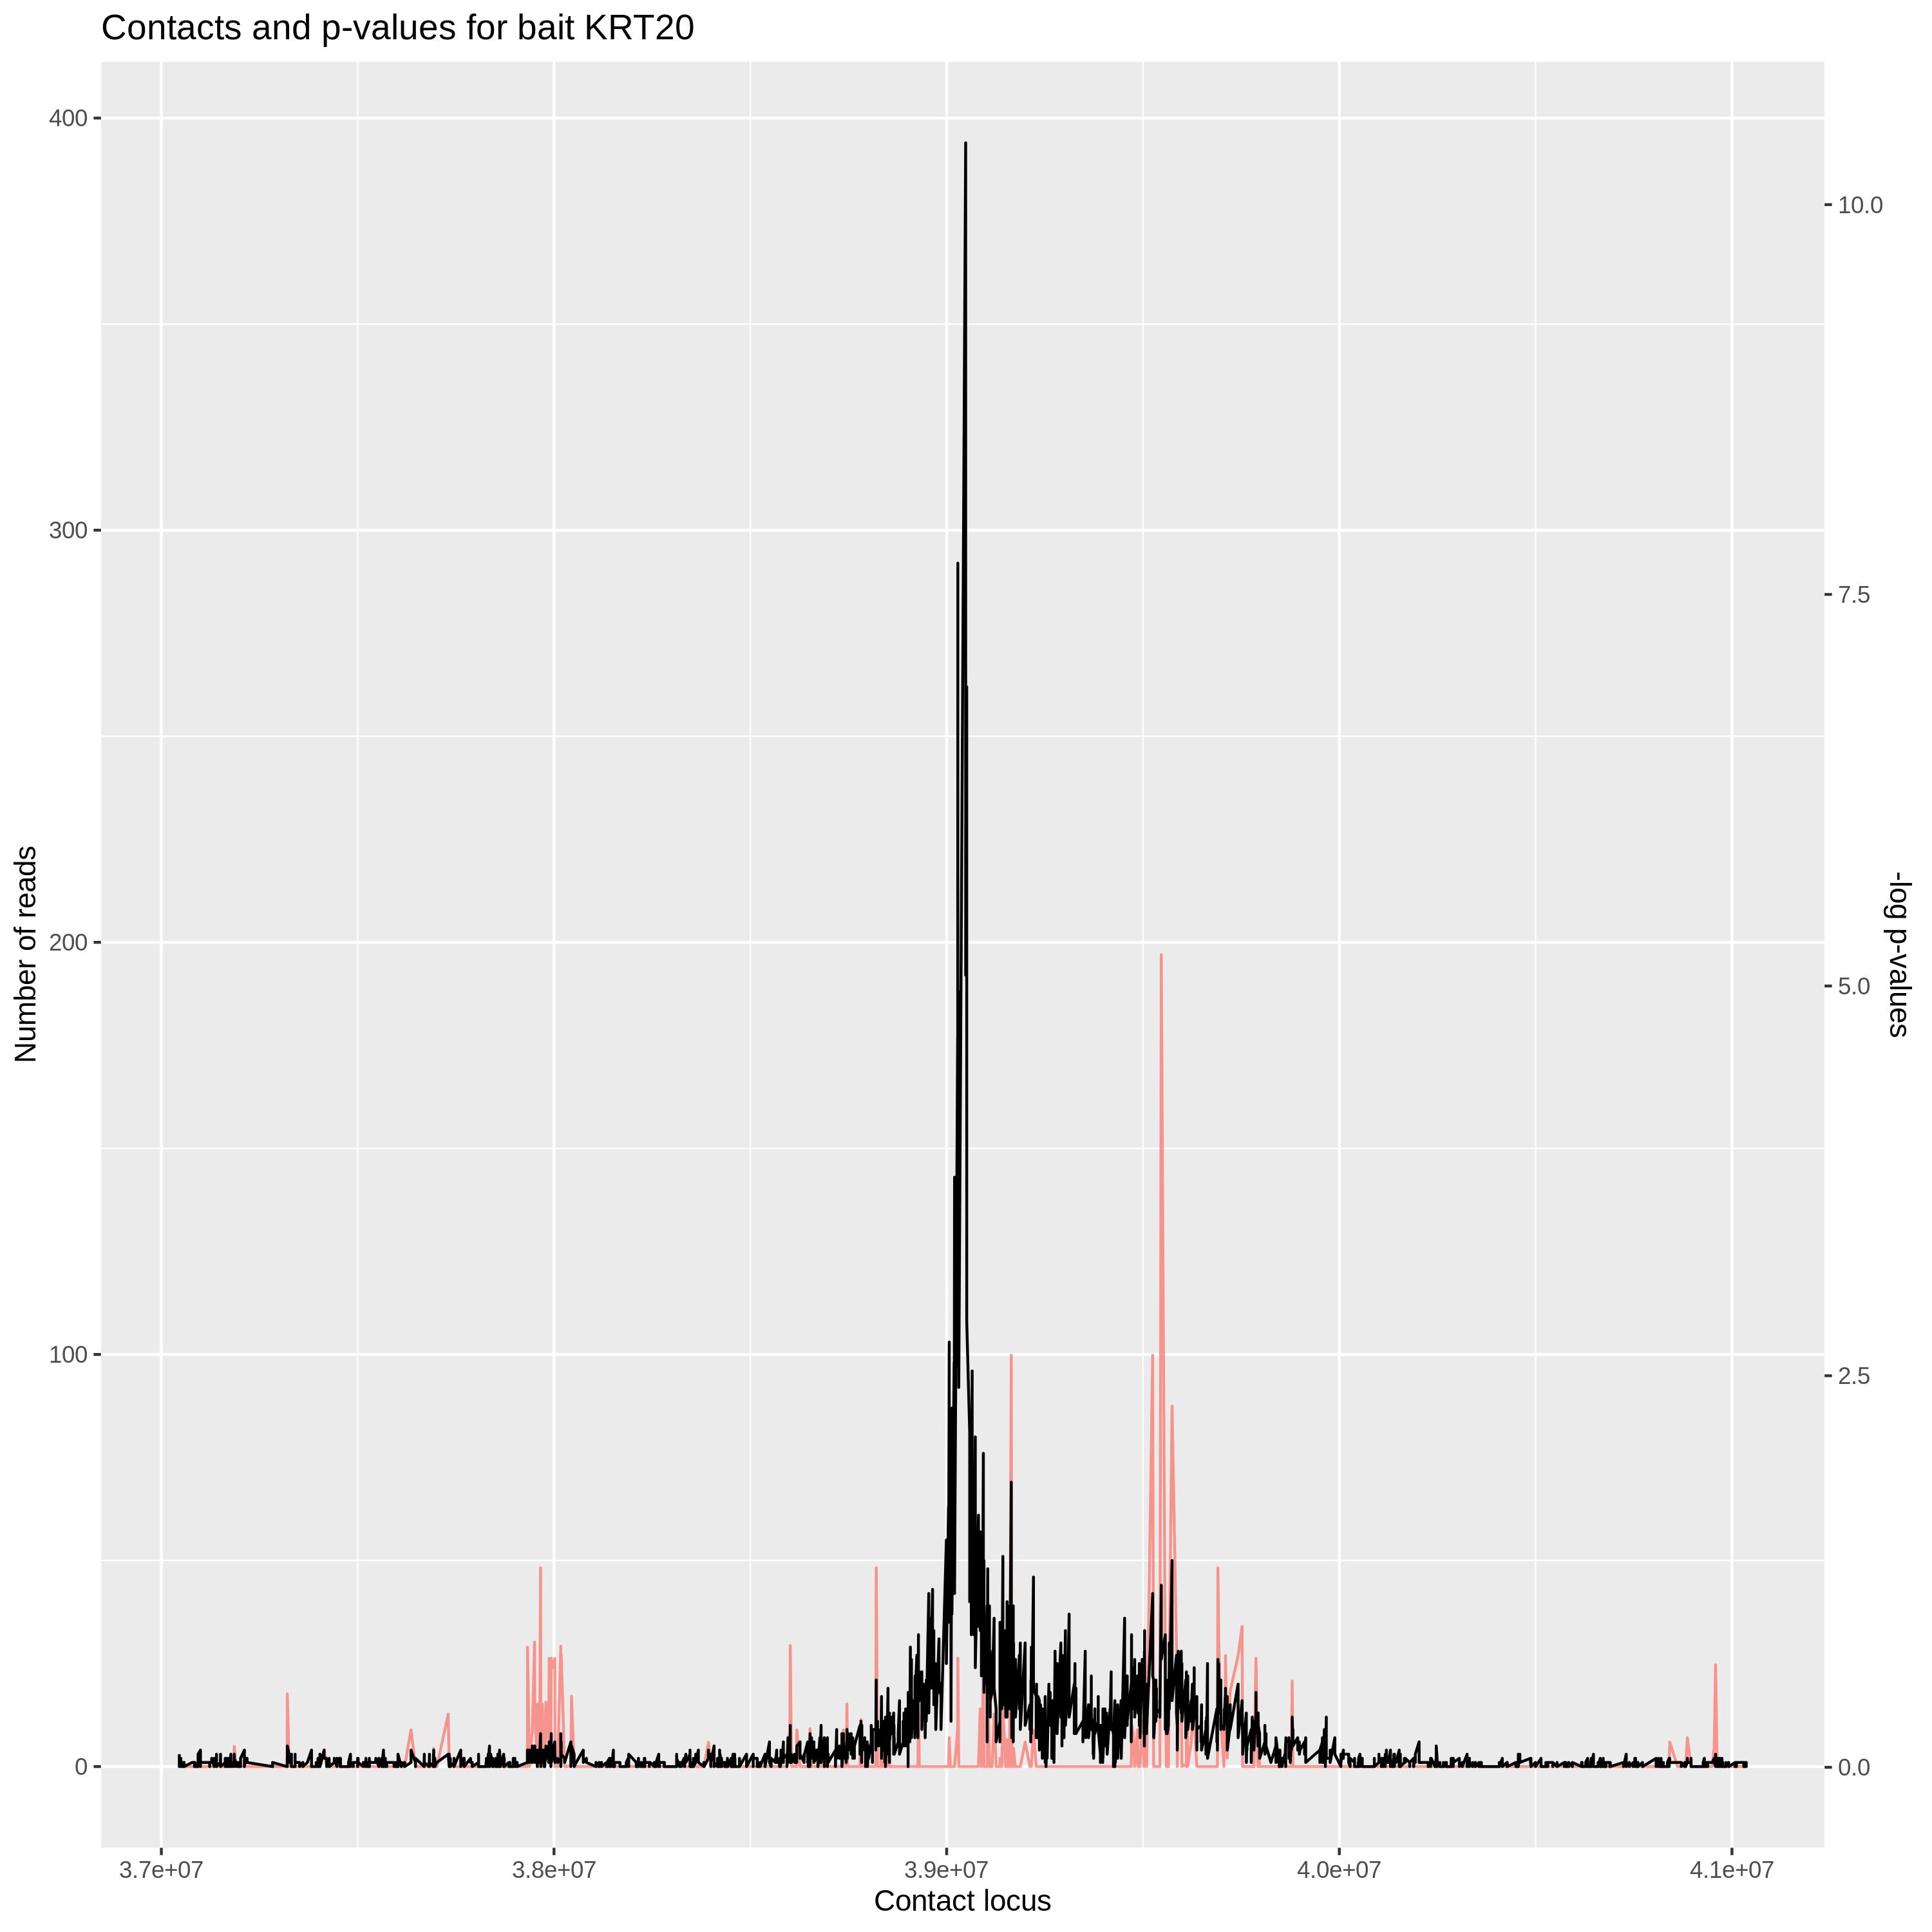 Contacts and p-values for bait KRT20
400
300
200
100
0
Number of reads
10.0
7.5
5.0
2.5
0.0
-log p-values
3.7e+07
3.8e+07
3.9e+07
4.0e+07
4.1e+07
Contact locus